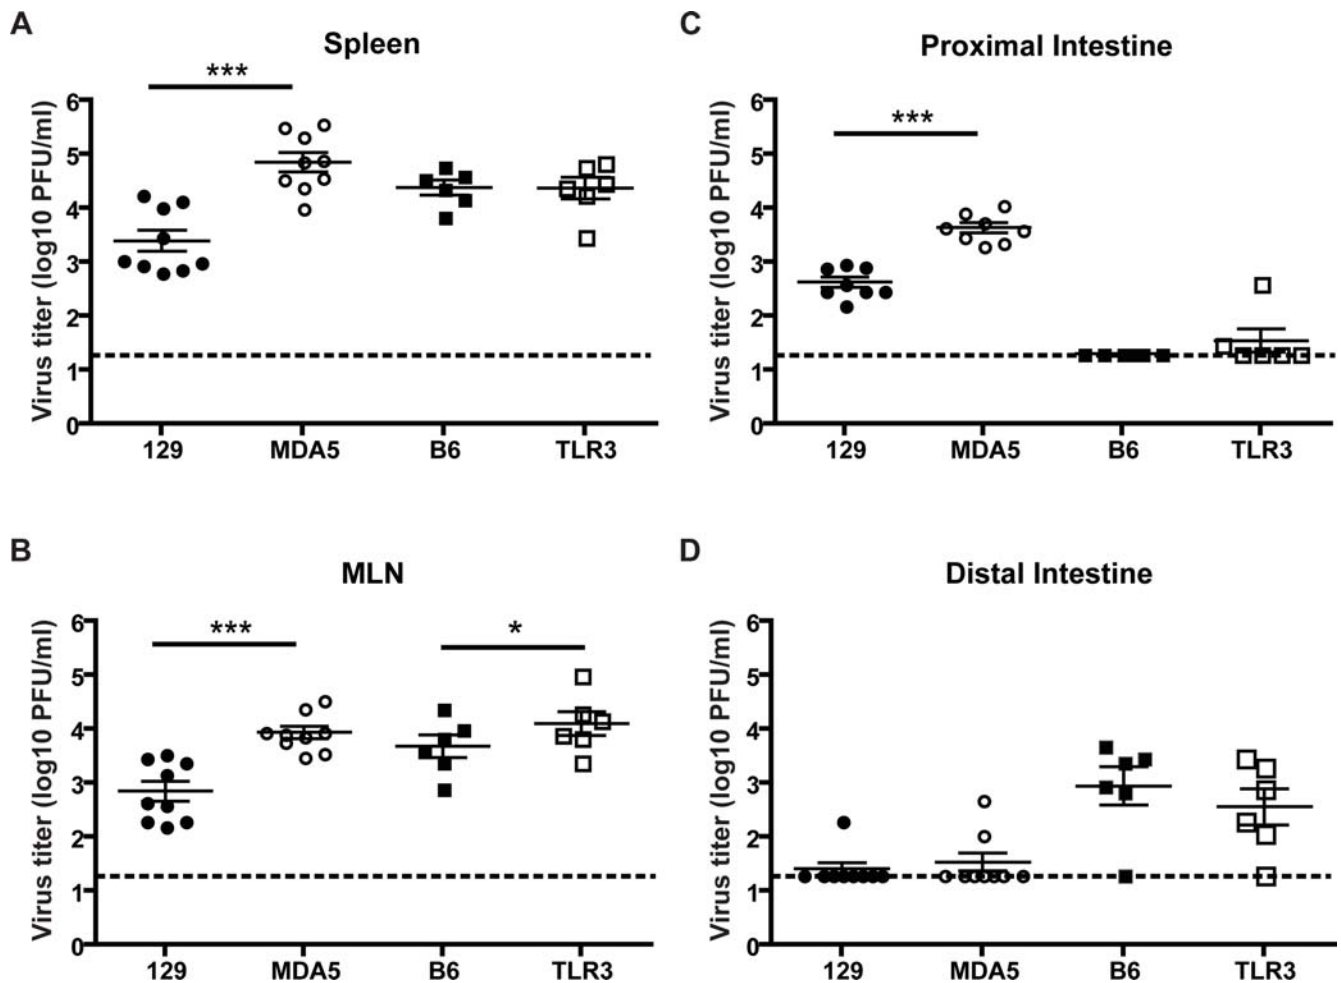 A
Spleen
***
Virus titer (log10 PFU/ml)
6
5
4
3
2
1
0
129 MDA5 B6 TLR3
C
Proximal Intestine
***
Virus titer (log10 PFU/ml)
6
5
4
3
2
1
0
129 MDA5 B6 TLR3
B
MLN
*** *
Virus titer (log10 PFU/ml)
6
5
4
3
2
1
0
129 MDA5 B6 TLR3
D
Distal Intestine
Virus titer (log10 PFU/ml)
6
5
4
3
2
1
0
129 MDA5 B6 TLR3